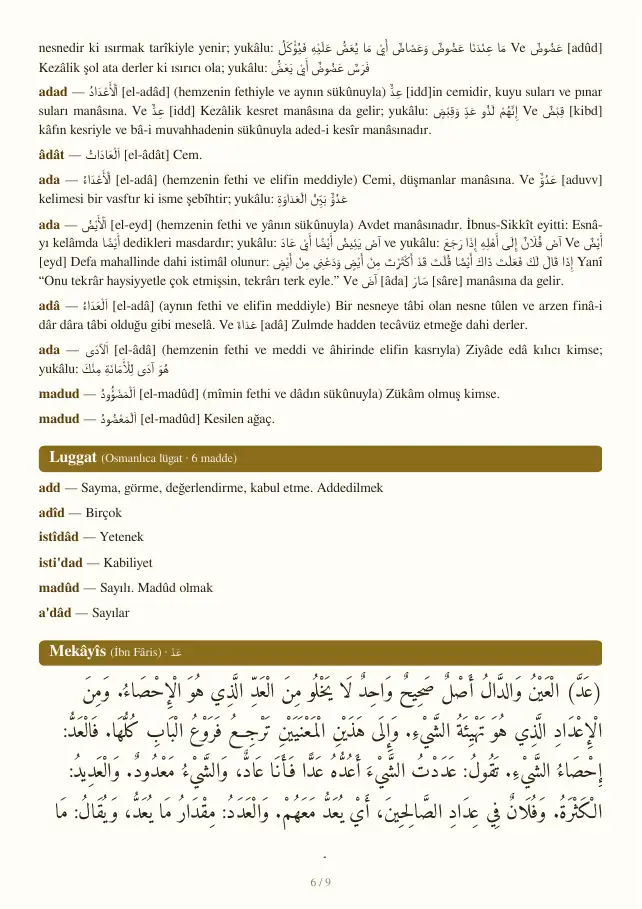 nesnedir ki ısırmak tarîkiyle yenir; yukâlu: مَا عِنْدَنَا عَضُوضٌ وَعَضَاضٌ أَيْ مَا يُعَضُّ عَلَيْهِ فَيُؤْكَلُ Ve عَضُوضٌ [adûd]
Kezâlik şol ata derler ki ısırıcı ola; yukâlu: فَرَسٌ عَضُوضٌ أَيْ يَعَضُّ
adad — اَلْأَعْدَادُ [el-adâd] (hemzenin fethiyle ve aynın sükûnuyla) عِدٌّ [idd]in cemidir, kuyu suları ve pınar
suları manâsına. Ve عِدٌّ [idd] Kezâlik kesret manâsına da gelir; yukâlu: إِنَّهُمْ لَذُو عَدٍّ وَقِبْضٍ Ve قِبْضٌ [kıbd]
kâfın kesriyle ve bâ-i muvahhadenin sükûnuyla aded-i kesîr manâsınadır.
âdât — اَلْعَادَاتُ [el-âdât] Cem.
ada — اَلْأَعْدَاءُ [el-adâ] (hemzenin fethi ve elifin meddiyle) Cemi, düşmanlar manâsına. Ve عَدُوٌّ [aduvv]
kelimesi bir vasftır ki isme şebîhtir; yukâlu: عَدُوٌّ بَيِّنُ الْعَدَاوَةِ
ada — اَلْأَيْضُ [el-eyd] (hemzenin fethi ve yânın sükûnuyla) Avdet manâsınadır. İbnus-Sikkît eyitti: Esnâ-
yı kelâmda أَيْضًا dedikleri masdardır; yukâlu: آضَ يَئِيضُ أَيْضًا أَيْ عَادَ ve yukâlu: آضَ فُلَانٌ إِلَى أَهْلِهِ إِذَا رَجَعَ Ve أَيْضٌ
[eyd] Defa mahallinde dahi istimâl olunur: إِذَا قَالَ لَكَ فَعَلْتَ ذَاكَ أَيْضًا قُلْتَ قَدْ أَكْثَرْتَ مِنْ أَيْضٍ وَدَعْنِي مِنْ أَيْضٍ Yanî
“Onu tekrâr haysiyyetle çok etmişsin, tekrârı terk eyle.” Ve آضَ [âda] صَارَ [sâre] manâsına da gelir.
adâ — اَلْعَدَاءُ [el-adâ] (aynın fethi ve elifin meddiyle) Bir nesneye tâbi olan nesne tûlen ve arzen finâ-i
dâr dâra tâbi olduğu gibi meselâ. Ve عَدَاءٌ [adâ] Zulmde hadden tecâvüz etmeğe dahi derler.
ada — اَلْآدَى [el-âdâ] (hemzenin fethi ve meddi ve âhirinde elifin kasrıyla) Ziyâde edâ kılıcı kimse;
yukâlu: هُوَ آدَى لِلْأَمَانَةِ مِنْكَ
madud — اَلْمَضْؤُودُ [el-madûd] (mîmin fethi ve dâdın sükûnuyla) Zükâm olmuş kimse.
madud — اَلْمَعْضُودُ [el-madûd] Kesilen ağaç.
Luggat (Osmanlıca lügat · 6 madde)
add — Sayma, görme, değerlendirme, kabul etme. Addedilmek
adîd — Birçok
istîdâd — Yetenek
isti'dad — Kabiliyet
madûd — Sayılı. Madûd olmak
a'dâd — Sayılar
Mekâyîs (İbn Fâris) · عَدَّ
(عَدَّ) الْعَيْنُ وَالدَّالُ أَصْلٌ صَحِيحٌ وَاحِدٌ لَا يَخْلُو مِنَ الْعَدِّ الَّذِي هُوَ الْإِحْصَاءُ. وَمِنَ
الْإِعْدَادِ الَّذِي هُوَ تَهْيِئَةُ الشَّيْءِ. وَإِلَى هَذَيْنِ الْمَعْنَيَيْنِ تَرْجِعُ فُرُوعُ الْبَابِ كُلُّهَا. فَالْعَدُّ:
إِحْصَاءُ الشَّيْءِ. تَقُولُ: عَدَدْتُ الشَّيْءَ أَعُدُّهُ عَدًّا فَأَنَا عَادٌّ، وَالشَّيْءُ مَعْدُودٌ. وَالْعَدِيدُ:
الْكَثْرَةُ. وَفُلَانٌ فِي عِدَادِ الصَّالِحِينَ، أَيْ يُعَدُّ مَعَهُمْ. وَالْعَدَدُ: مِقْدَارُ مَا يُعَدُّ، وَيُقَالُ: مَا
6 / 9